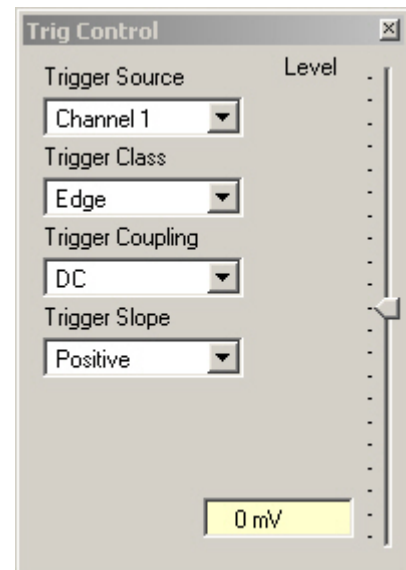 Trig Control
Trigger Source
Level
Channel 1
Trigger Class
Edge
Trigger Coupling
DC
Trigger Slope
Positive
0 mV